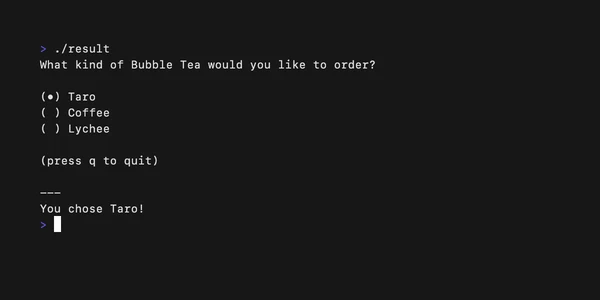 > ./result
What kind of Bubble Tea would you like to order?
(•) Taro
( ) Coffee
( ) Lychee
(press q to quit)
———
You chose Taro!
>